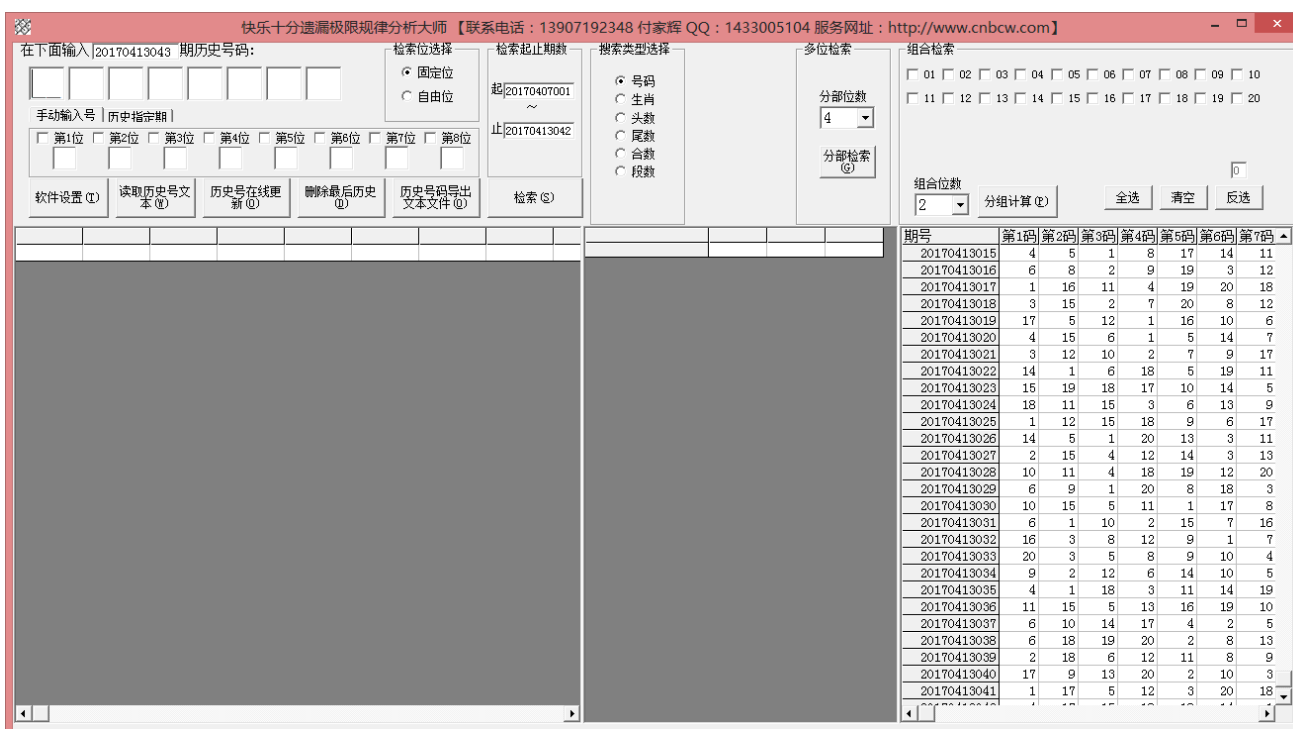 快乐十分遗漏极限规律分析大师 【联系电话：13907192348 付家辉 QQ：1433005104 服务网址：http://www.cnbcw.com】
在下面输入 20170413043 期历史号码:
手动输入号 历史指定期
第1位 第2位 第3位 第4位 第5位 第6位 第7位 第8位
软件设置(T) 读取历史号文本(W) 历史号在线更新(O) 删除最后历史(D) 历史号码导出文本文件(O)
检索位选择
固定位
自由位
检索起止期数
起 20170407001
～
止 20170413042
检索(S)
搜索类型选择
号码
生肖
头数
尾数
合数
段数
多位检索
分部位数
4
分部检索(G)
组合检索
01 02 03 04 05 06 07 08 09 10
11 12 13 14 15 16 17 18 19 20
0
组合位数
2 分组计算(P) 全选 清空 反选
期号 第1码 第2码 第3码 第4码 第5码 第6码 第7码
20170413015 4 5 1 8 17 14 11
20170413016 6 8 2 9 19 3 12
20170413017 1 16 11 4 19 20 18
20170413018 3 15 2 7 20 8 12
20170413019 17 5 12 1 16 10 6
20170413020 4 15 6 1 5 14 7
20170413021 3 12 10 2 7 9 17
20170413022 14 1 6 18 5 19 11
20170413023 15 19 18 17 10 14 5
20170413024 18 11 15 3 6 13 9
20170413025 1 12 15 18 9 6 17
20170413026 14 5 1 20 13 3 11
20170413027 2 15 4 12 14 3 13
20170413028 10 11 4 18 19 12 20
20170413029 6 9 1 20 8 18 3
20170413030 10 15 5 11 1 17 8
20170413031 6 1 10 2 15 7 16
20170413032 16 3 8 12 9 1 7
20170413033 20 3 5 8 9 10 4
20170413034 9 2 12 6 14 10 5
20170413035 4 1 18 3 11 14 19
20170413036 11 15 5 13 16 19 10
20170413037 6 10 14 17 4 2 5
20170413038 6 18 19 20 2 8 13
20170413039 2 18 6 12 11 8 9
20170413040 17 9 13 20 2 10 3
20170413041 1 17 5 12 3 20 18